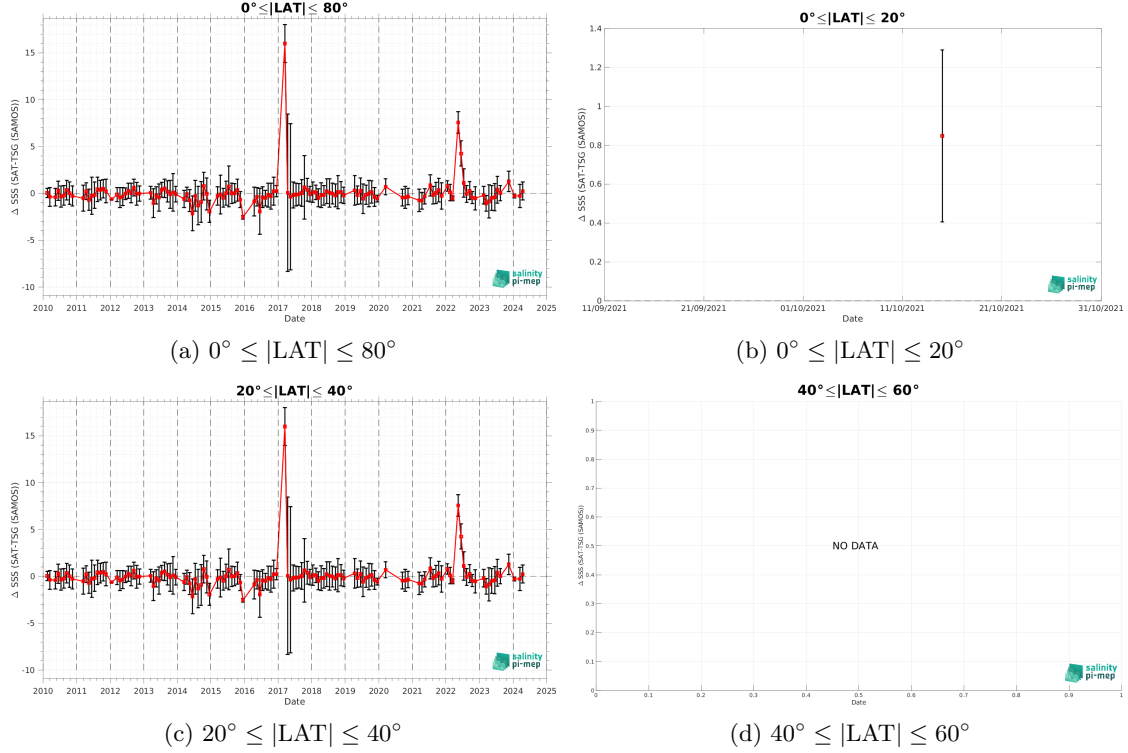 0°≤|LAT|≤ 80°
Δ SSS (SAT-TSG (SAMOS))
15
10
5
0
-5
-10
2010 2011 2012 2013 2014 2015 2016 2017 2018 2019 2020 2021 2022 2023 2024 2025
Date
salinity
pi-mep
(a) 0° ≤ |LAT| ≤ 80°
0°≤|LAT|≤ 20°
Δ SSS (SAT-TSG (SAMOS))
1.4
1.2
1
0.8
0.6
0.4
0.2
0
11/09/2021 21/09/2021 01/10/2021 11/10/2021 21/10/2021 31/10/2021
Date
salinity
pi-mep
(b) 0° ≤ |LAT| ≤ 20°
20°≤|LAT|≤ 40°
Δ SSS (SAT-TSG (SAMOS))
15
10
5
0
-5
-10
2010 2011 2012 2013 2014 2015 2016 2017 2018 2019 2020 2021 2022 2023 2024 2025
Date
salinity
pi-mep
(c) 20° ≤ |LAT| ≤ 40°
40°≤|LAT|≤ 60°
Δ SSS (SAT-TSG (SAMOS))
1
0.9
0.8
0.7
0.6
0.5
0.4
0.3
0.2
0.1
0
NO DATA
0 0.1 0.2 0.3 0.4 0.5 0.6 0.7 0.8 0.9 1
Date
salinity
pi-mep
(d) 40° ≤ |LAT| ≤ 60°